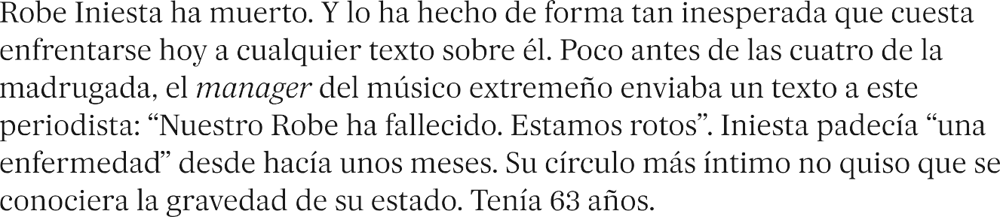 Robe Iniesta ha muerto. Y lo ha hecho de forma tan inesperada que cuesta
enfrentarse hoy a cualquier texto sobre él. Poco antes de las cuatro de la
madrugada, el manager del músico extremeño enviaba un texto a este
periodista: “Nuestro Robe ha fallecido. Estamos rotos”. Iniesta padecía “una
enfermedad” desde hacía unos meses. Su círculo más íntimo no quiso que se
conociera la gravedad de su estado. Tenía 63 años.